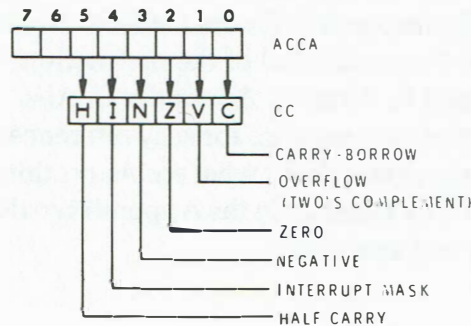 7 6 5 4 3 2 1 0
ACCA
H I N Z V C CC
CARRY-BORROW
OVERFLOW
(TWO'S COMPLEMENT)
ZERO
NEGATIVE
INTERRUPT MASK
HALF CARRY